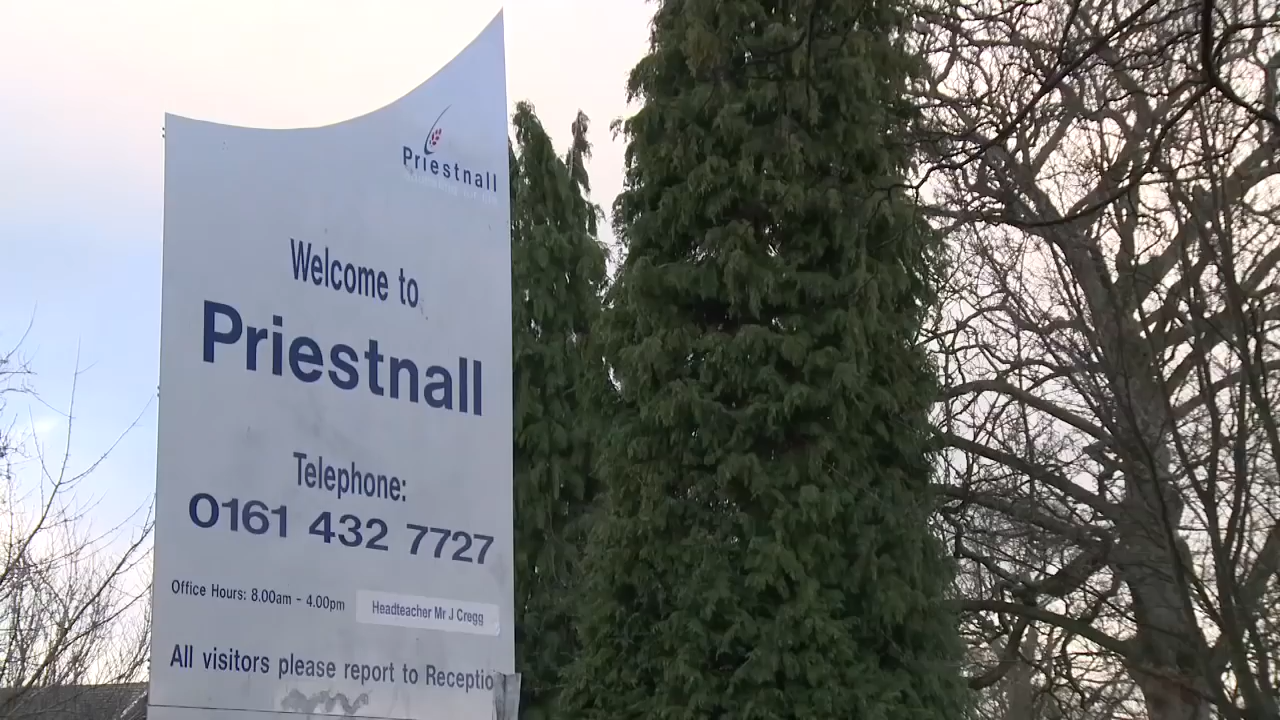 Priestnall
Welcome to
Priestnall
Telephone:
0161 432 7727
Office Hours: 8.00am - 4.00pm
Headteacher Mr J Cregg
All visitors please report to Receptio